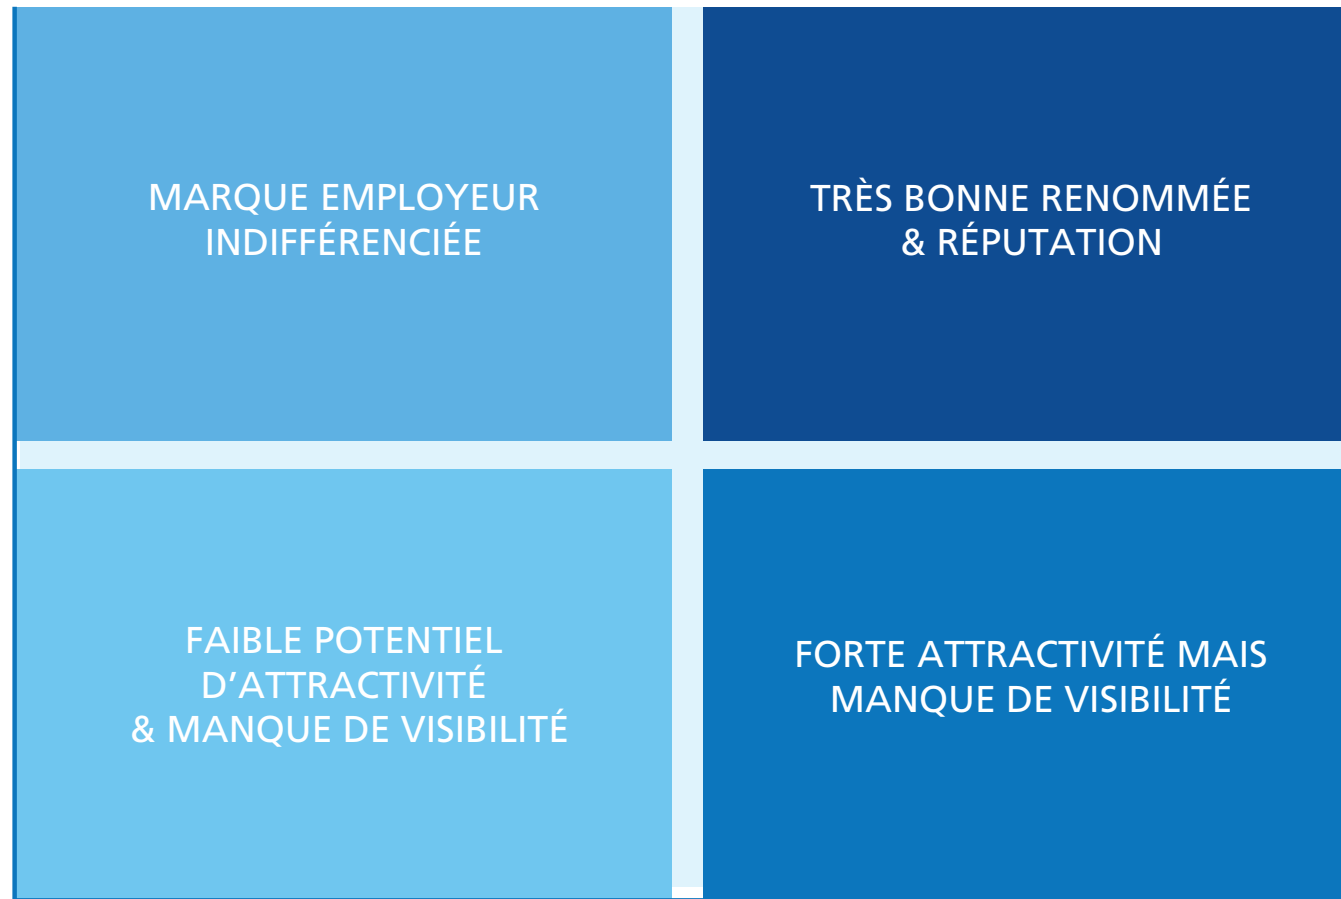 MARQUE EMPLOYEUR
INDIFFÉRENCIÉE
TRÈS BONNE RENOMMÉE
& RÉPUTATION
FAIBLE POTENTIEL
D’ATTRACTIVITÉ
& MANQUE DE VISIBILITÉ
FORTE ATTRACTIVITÉ MAIS
MANQUE DE VISIBILITÉ